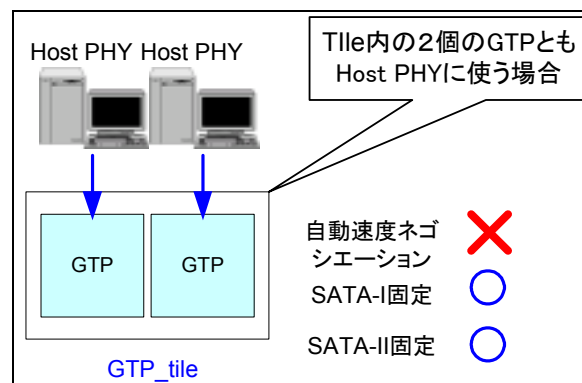 Host PHY Host PHY
TIle内の２個のGTPとも
Host PHYに使う場合
GTP GTP
自動速度ネゴ
シエーション
SATA-I固定
SATA-II固定
GTP_tile